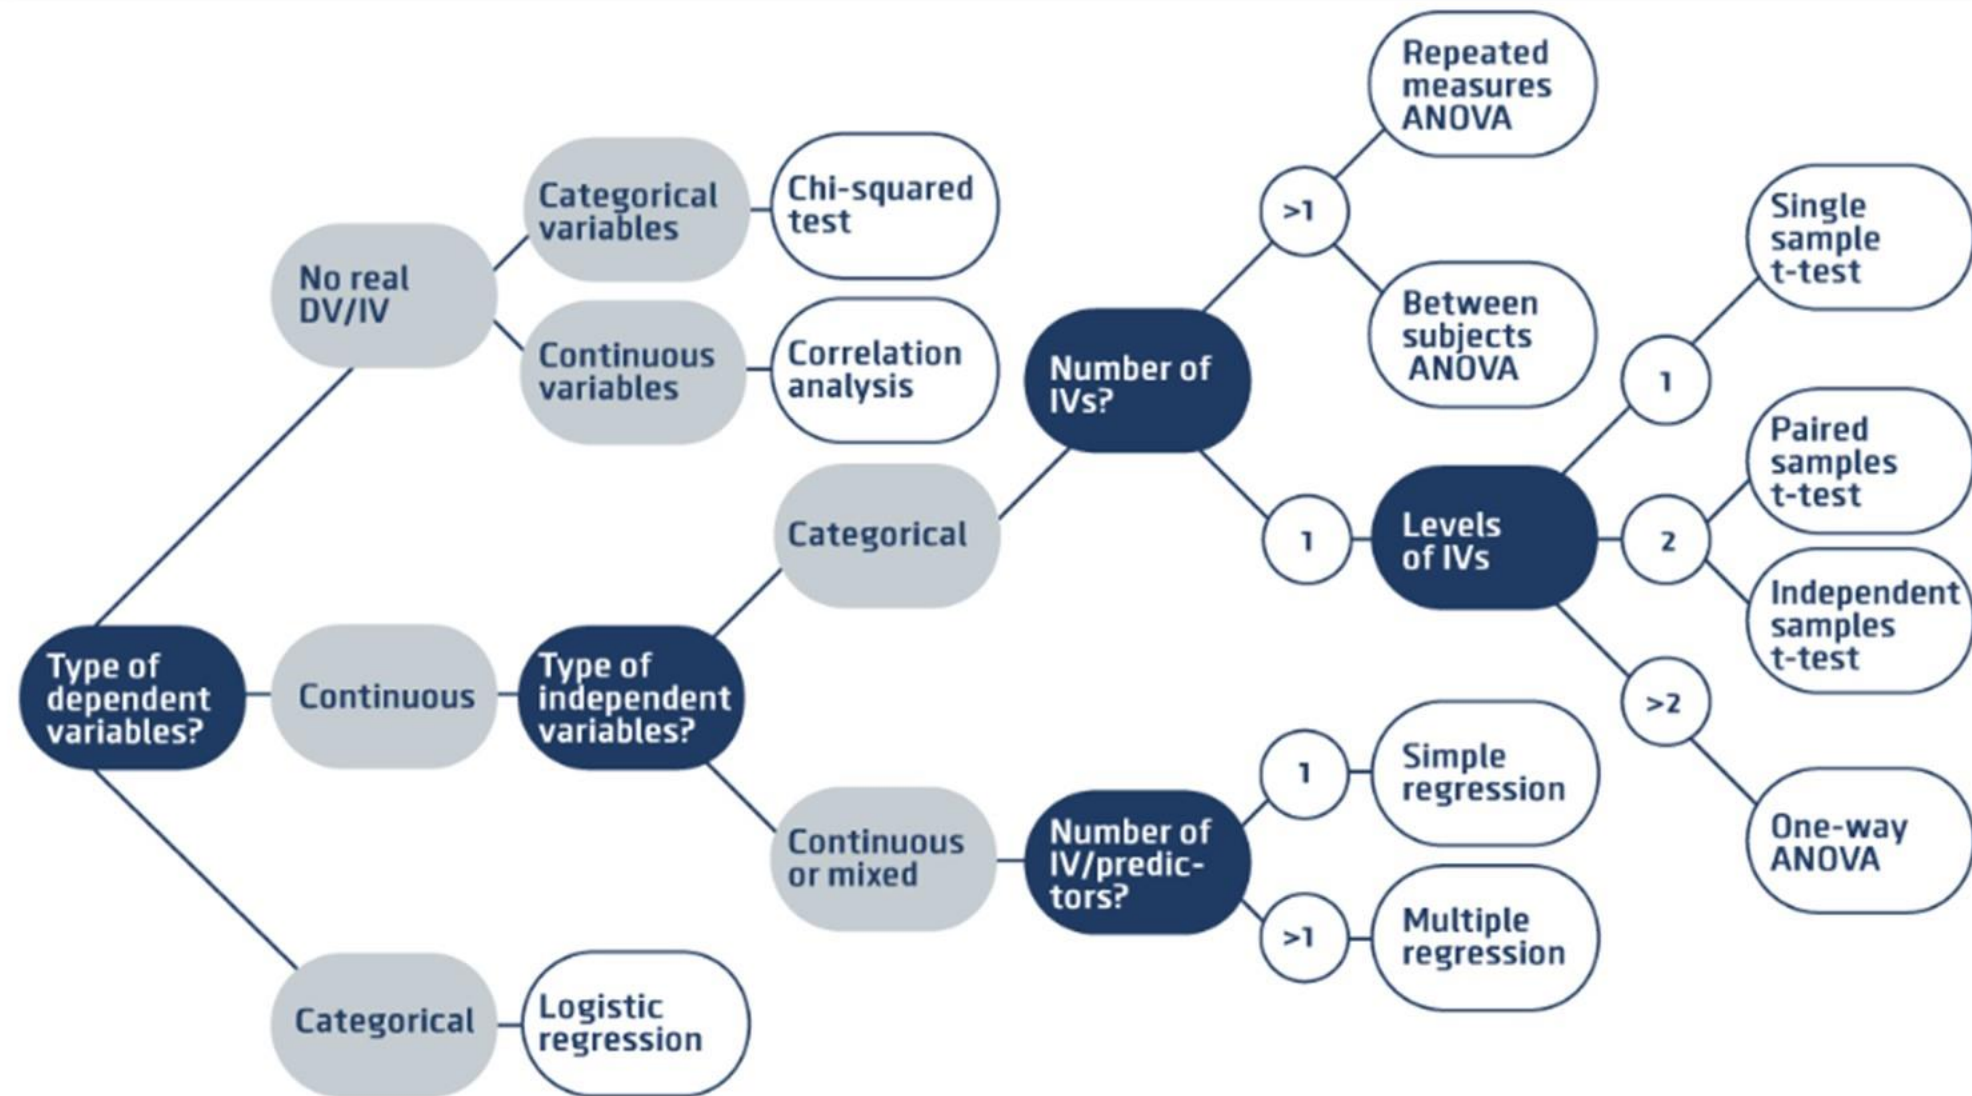 Type of
dependent
variables?
No real
DV/IV
Categorical
variables
Chi-squared
test
Continuous
variables
Correlation
analysis
Continuous
Type of
independent
variables?
Categorical
Number of
IVs?
>1
Repeated
measures
ANOVA
Between
subjects
ANOVA
1
Levels
of IVs
1
Single
sample
t-test
2
Paired
samples
t-test
Independent
samples
t-test
>2
One-way
ANOVA
Continuous
or mixed
Number of
IV/predic-
tors?
1
Simple
regression
>1
Multiple
regression
Categorical
Logistic
regression